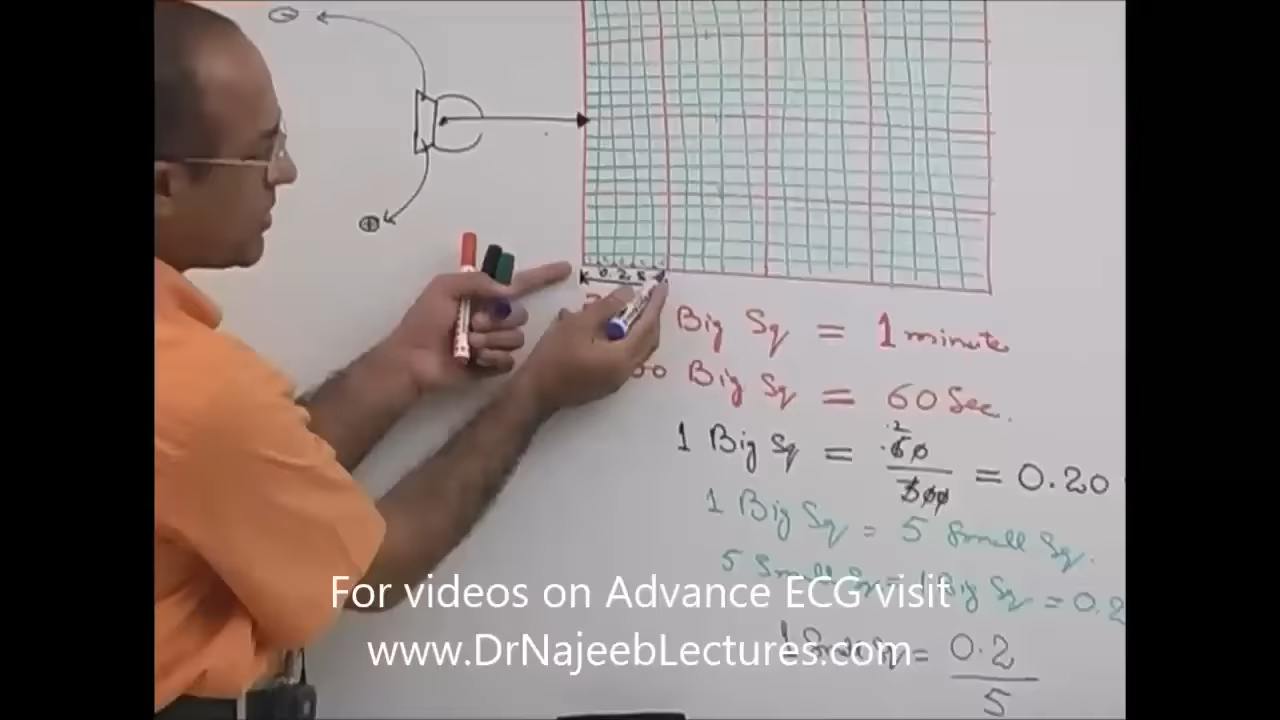 0.2 s
Big Sq = 1 minute
Big Sq = 60 Sec.
.2
1 Big Sq = 60/300 = 0.20
1 Big Sq = 5 Small Sq.
5 Small Sq = 1 Big Sq = 0.2
For videos on Advance ECG visit
www.DrNajeebLectures.com
1 Small Sq = 0.2/5